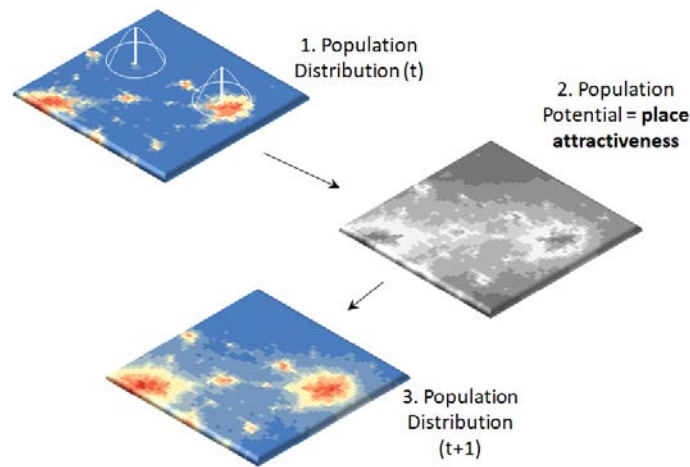 1. Population
Distribution (t)
2. Population
Potential = place
attractiveness
3. Population
Distribution
(t+1)